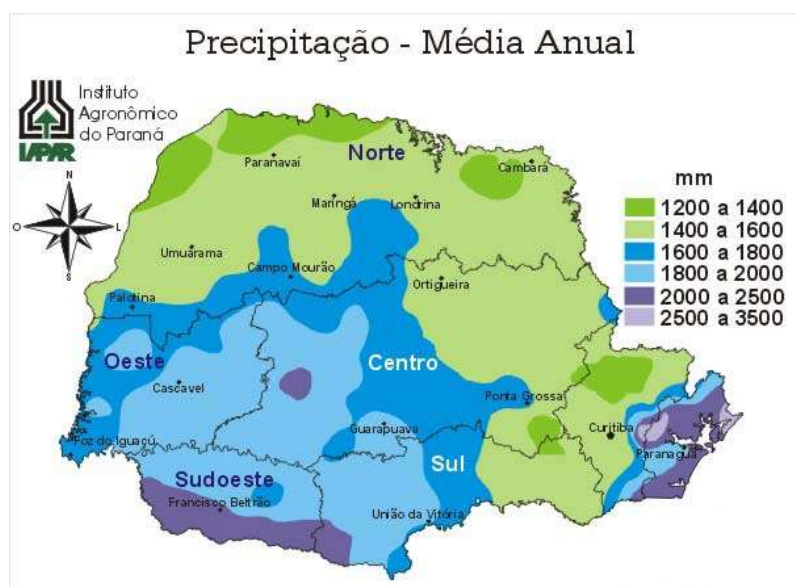 Precipitação - Média Anual
Instituto
Agronômico
do Paraná
IAPAR
N
O
L
S
Norte
Paranavaí
Cambará
Maringá
Londrina
Umuarama
Campo Mourão
Ortigueira
Palotina
Oeste
Cascavel
Centro
Ponta Grossa
Guarapuava
Curitiba
Foz do Iguaçú
Sul
Paranaguá
Sudoeste
Francisco Beltrão
União da Vitória
mm
1200 a 1400
1400 a 1600
1600 a 1800
1800 a 2000
2000 a 2500
2500 a 3500